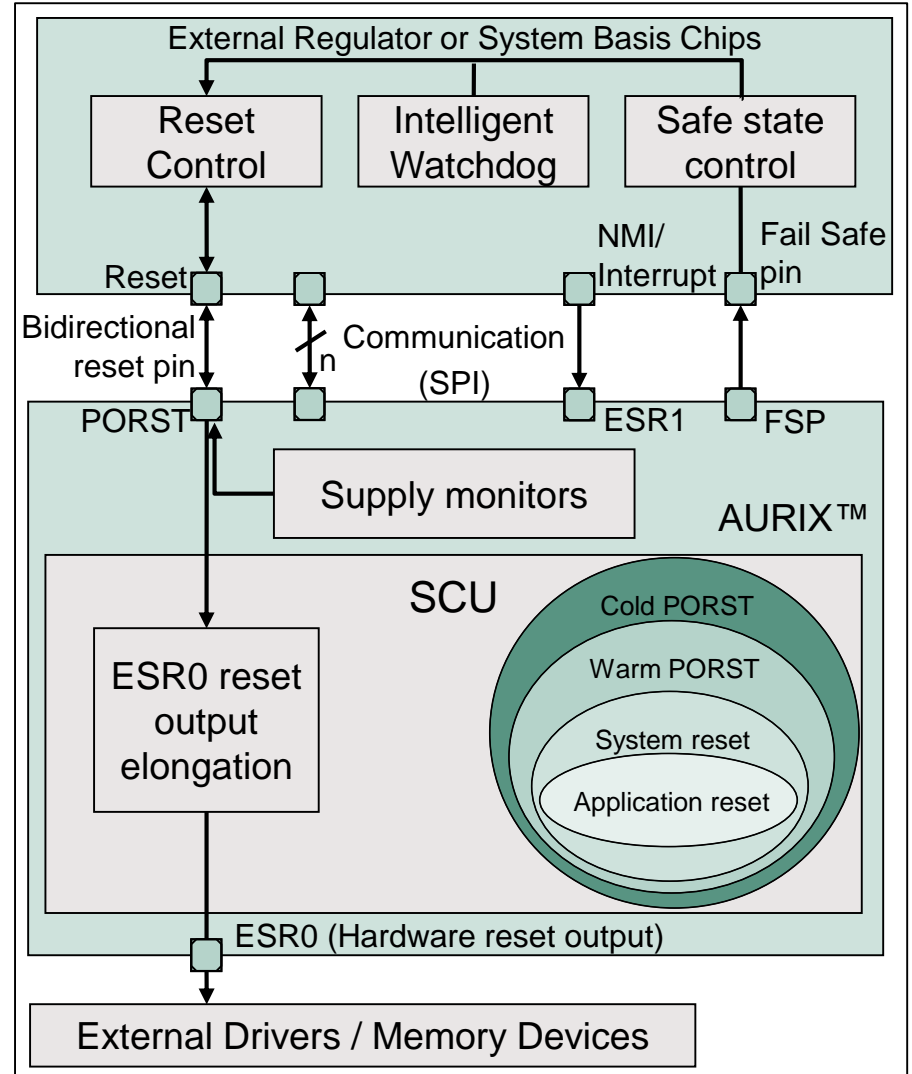 External Regulator or System Basis Chips
Reset
Control
Intelligent
Watchdog
Safe state
control
Reset
NMI/
Interrupt
Fail Safe
pin
Bidirectional
reset pin
n
Communication
(SPI)
PORST
ESR1
FSP
Supply monitors
AURIX™
SCU
ESR0 reset
output
elongation
Cold PORST
Warm PORST
System reset
Application reset
ESR0 (Hardware reset output)
External Drivers / Memory Devices